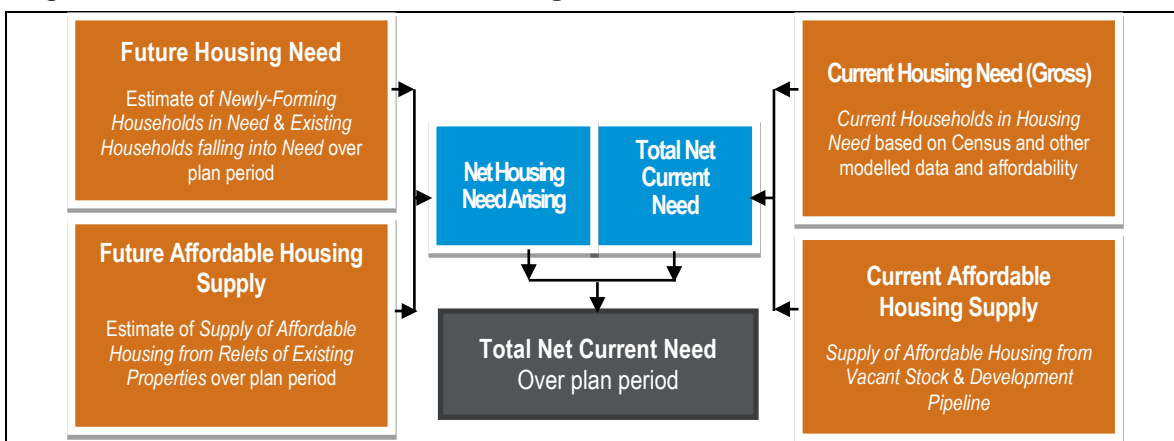 Future Housing Need
Estimate of Newly-Forming
Households in Need & Existing
Households falling into Need over
plan period
Future Affordable Housing
Supply
Estimate of Supply of Affordable
Housing from Relets of Existing
Properties over plan period
Net Housing
Need Arising
Total Net
Current
Need
Total Net Current Need
Over plan period
Current Housing Need (Gross)
Current Households in Housing
Need based on Census and other
modelled data and affordability
Current Affordable
Housing Supply
Supply of Affordable Housing from
Vacant Stock & Development
Pipeline